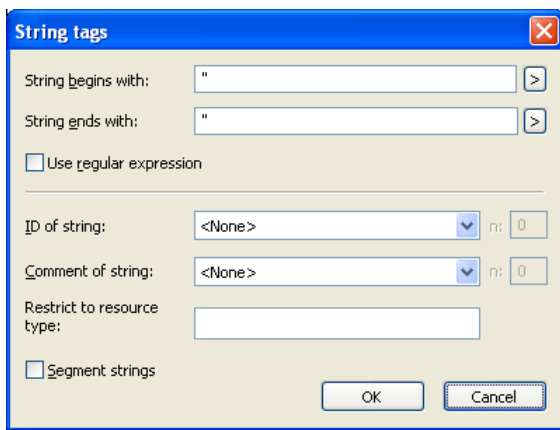 String tags
String begins with: " >
String ends with: " >
Use regular expression
ID of string: <None> n: 0
Comment of string: <None> n: 0
Restrict to resource
type:
Segment strings
OK Cancel